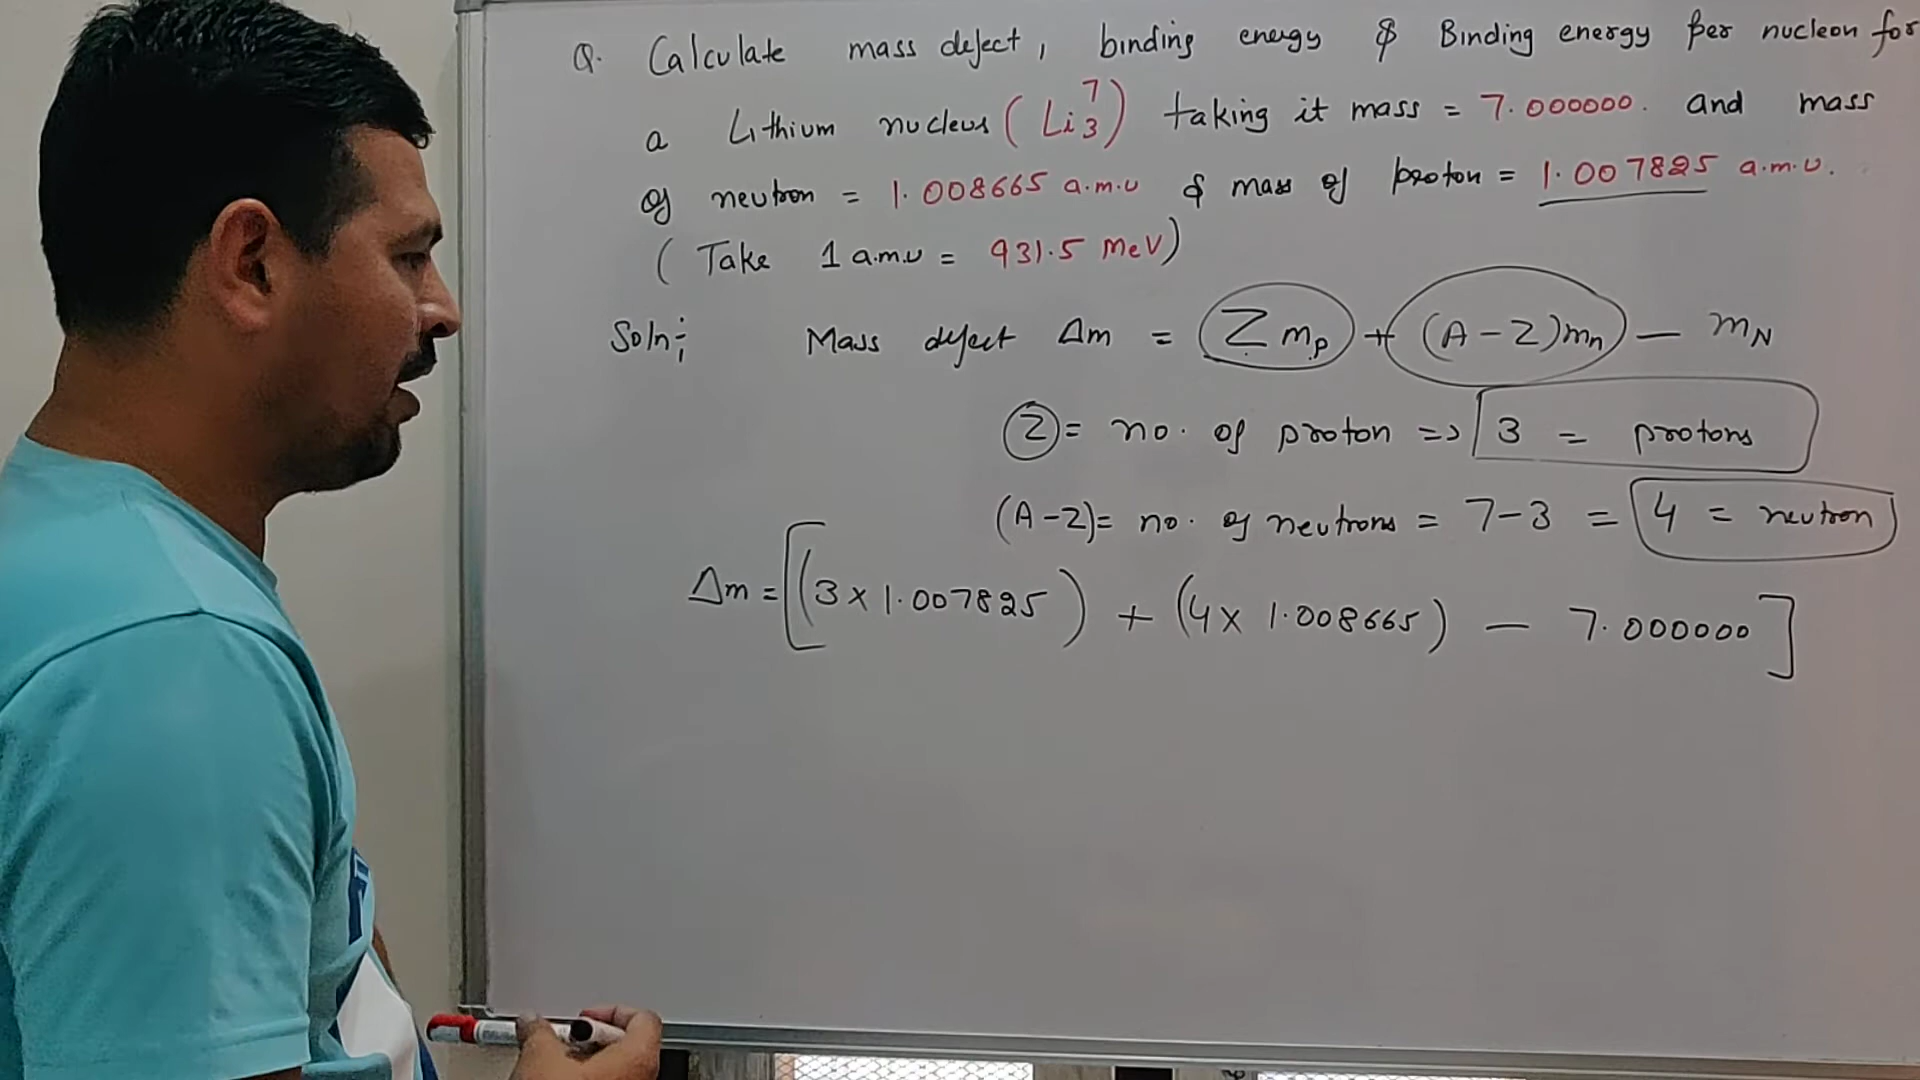 Q. Calculate mass defect, binding energy & Binding energy per nucleon for
a Lithium nucleus (Li 7 3) taking it mass = 7.000000. and mass
of neutron = 1.008665 a.m.u & mass of proton = 1.007825 a.m.u.
(Take 1 a.m.u = 931.5 MeV)
Soln; Mass defect Δm = Z mp + (A-Z)mn — mN
Z = no. of proton => 3 = protons
(A-Z)= no. of neutrons = 7-3 = 4 = neutron
Δm = [(3 x 1.007825) + (4 x 1.008665) — 7.000000]